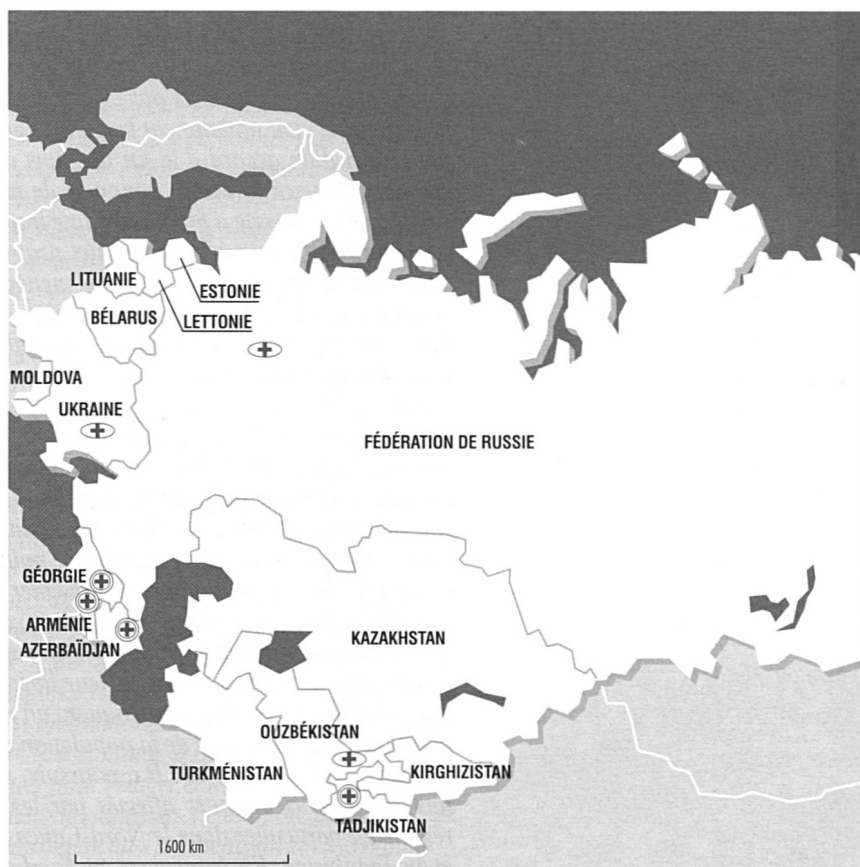 LITUANIE
ESTONIE
LETTONIE
BÉLARUS
MOLDOVA
UKRAINE
FÉDÉRATION DE RUSSIE
GÉORGIE
ARMÉNIE
AZERBAÏDJAN
KAZAKHSTAN
OUZBÉKISTAN
TURKMÉNISTAN
KIRGHIZISTAN
TADJIKISTAN
1600 km